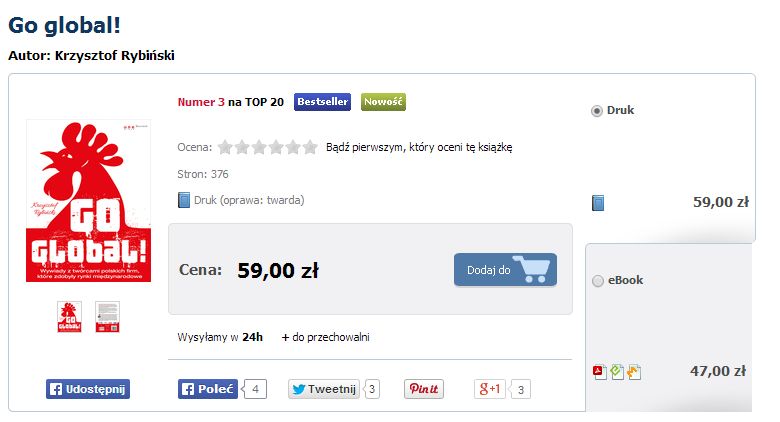 Go global!
Autor: Krzysztof Rybiński
Numer 3 na TOP 20 Bestseller Nowość
Druk
Ocena: Bądź pierwszym, który oceni tę książkę
Stron: 376
Druk (oprawa: twarda)
59,00 zł
Krzysztof
Rybiński
GO
GLOBAL!
Wywiady z twórcami polskich firm,
które zdobyły rynki międzynarodowe
Cena: 59,00 zł
Dodaj do
eBook
GO
GLOBAL!
Wysyłamy w 24h + do przechowalni
47,00 zł
Udostępnij
Poleć 4
Tweetnij 3
Pinit
g+1 3